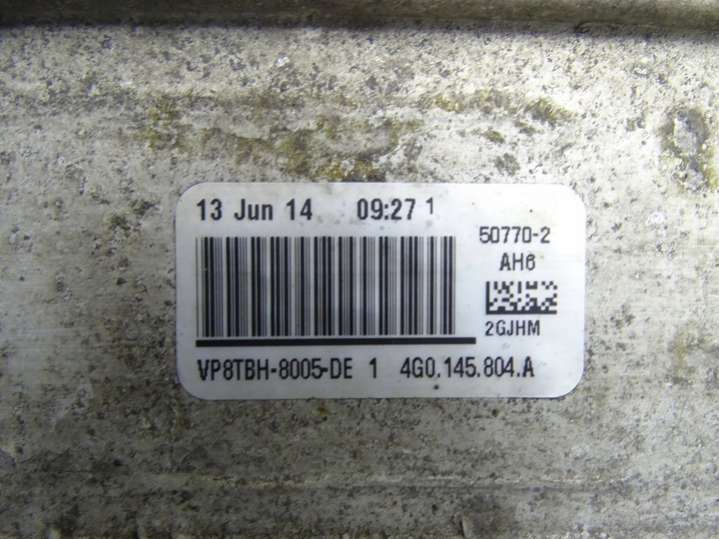 13 Jun 14 09:27 1
50770-2
AH6
2GJHM
VP8TBH-8005-DE 1 4G0.145.804.A